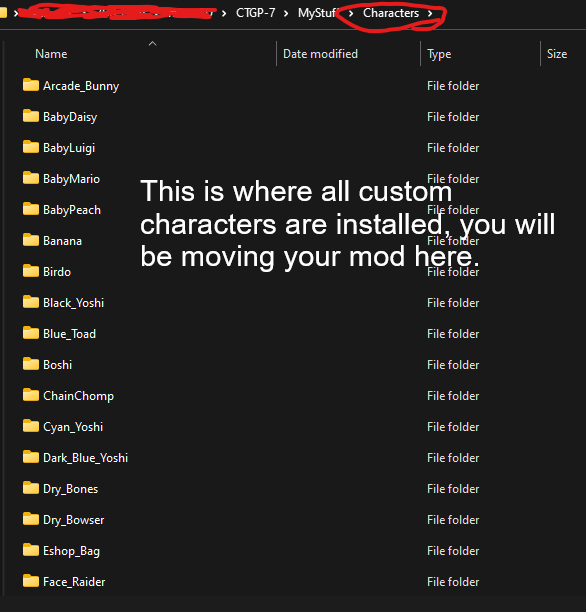 CTGP-7 > MyStuff > Characters >
Name Date modified Type Size
Arcade_Bunny File folder
BabyDaisy File folder
BabyLuigi File folder
BabyMario File folder
BabyPeach File folder
Banana File folder
Birdo File folder
Black_Yoshi File folder
Blue_Toad File folder
Boshi File folder
ChainChomp File folder
Cyan_Yoshi File folder
Dark_Blue_Yoshi File folder
Dry_Bones File folder
Dry_Bowser File folder
Eshop_Bag File folder
Face_Raider File folder
This is where all custom
characters are installed, you will
be moving your mod here.